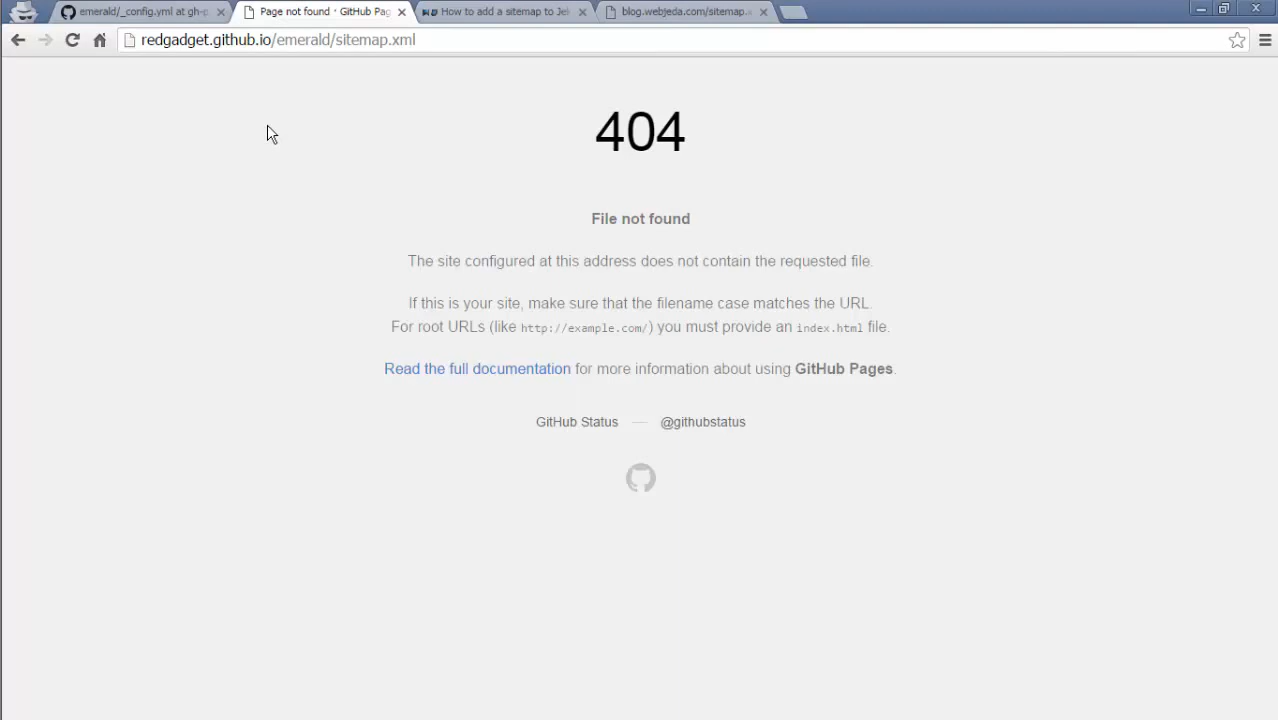 emerald/_config.yml at gh-p
Page not found · GitHub Pag
How to add a sitemap to Jek
blog.webjeda.com/sitemap.
redgadget.github.io/emerald/sitemap.xml
404
File not found
The site configured at this address does not contain the requested file.
If this is your site, make sure that the filename case matches the URL.
For root URLs (like http://example.com/) you must provide an index.html file.
Read the full documentation for more information about using GitHub Pages.
GitHub Status — @githubstatus